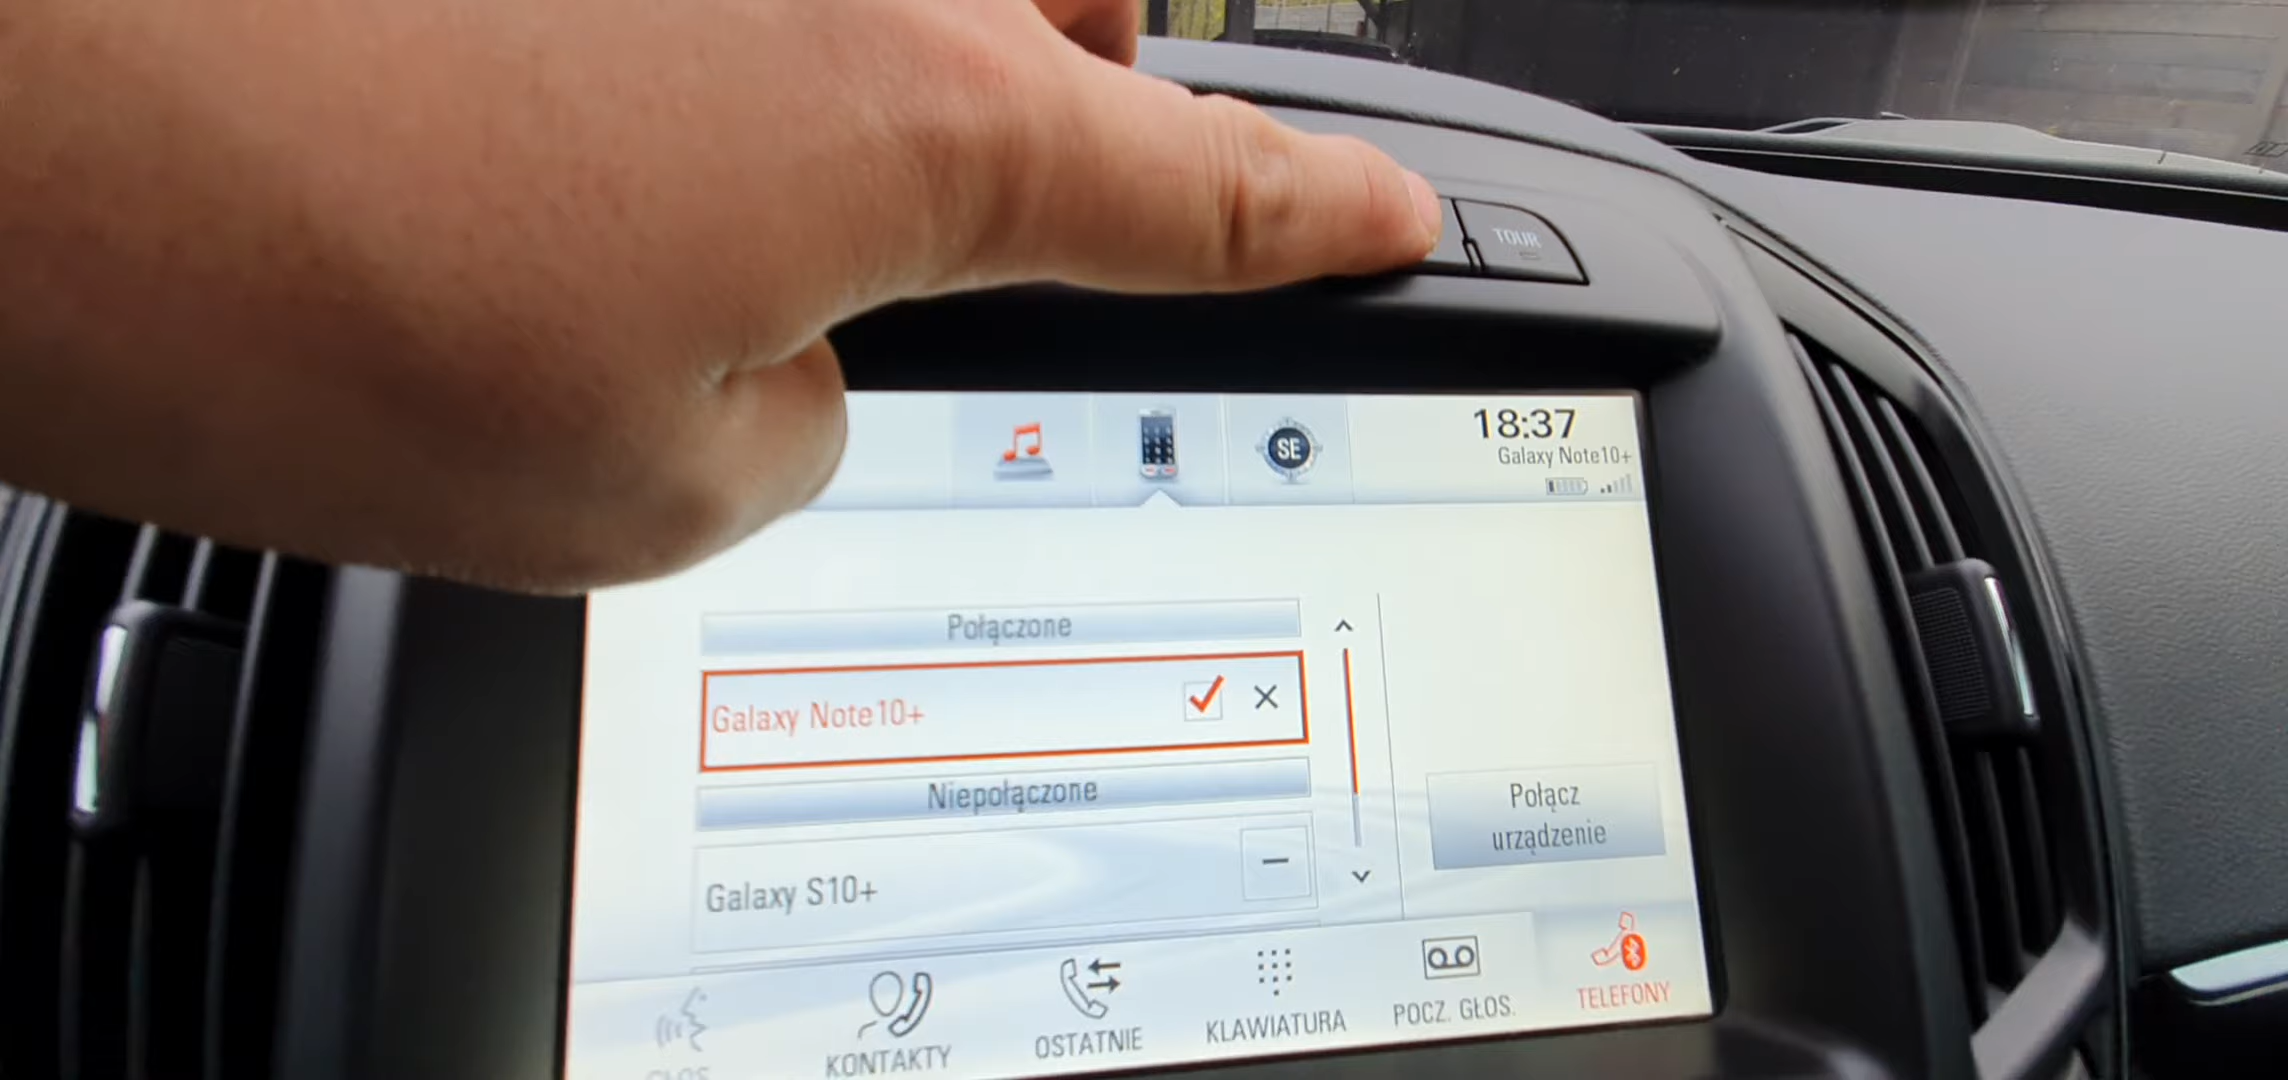 TOUR
SE
18:37
Galaxy Note10+
Połączone
Galaxy Note10+
Niepołączone
Galaxy S10+
Połącz
urządzenie
GŁOS
KONTAKTY
OSTATNIE
KLAWIATURA
POCZ. GŁOS.
TELEFONY